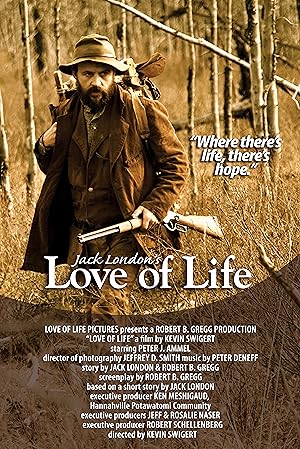 "Where there's
life, there's
hope."
Jack London's
Love of Life
LOVE OF LIFE PICTURES presents a ROBERT B. GREGG PRODUCTION
"LOVE OF LIFE" a film by KEVIN SWIGERT
starring PETER J. AMMEL
director of photography JEFFREY D. SMITH music by PETER DENEFF
story by JACK LONDON & ROBERT B. GREGG
screenplay by ROBERT B. GREGG
based on a short story by JACK LONDON
executive producer KEN MESHIGAUD,
Hannahville Potawatomi Community
executive producers JEFF & ROSALIE NASER
executive producer ROBERT SCHELLENBERG
directed by KEVIN SWIGERT